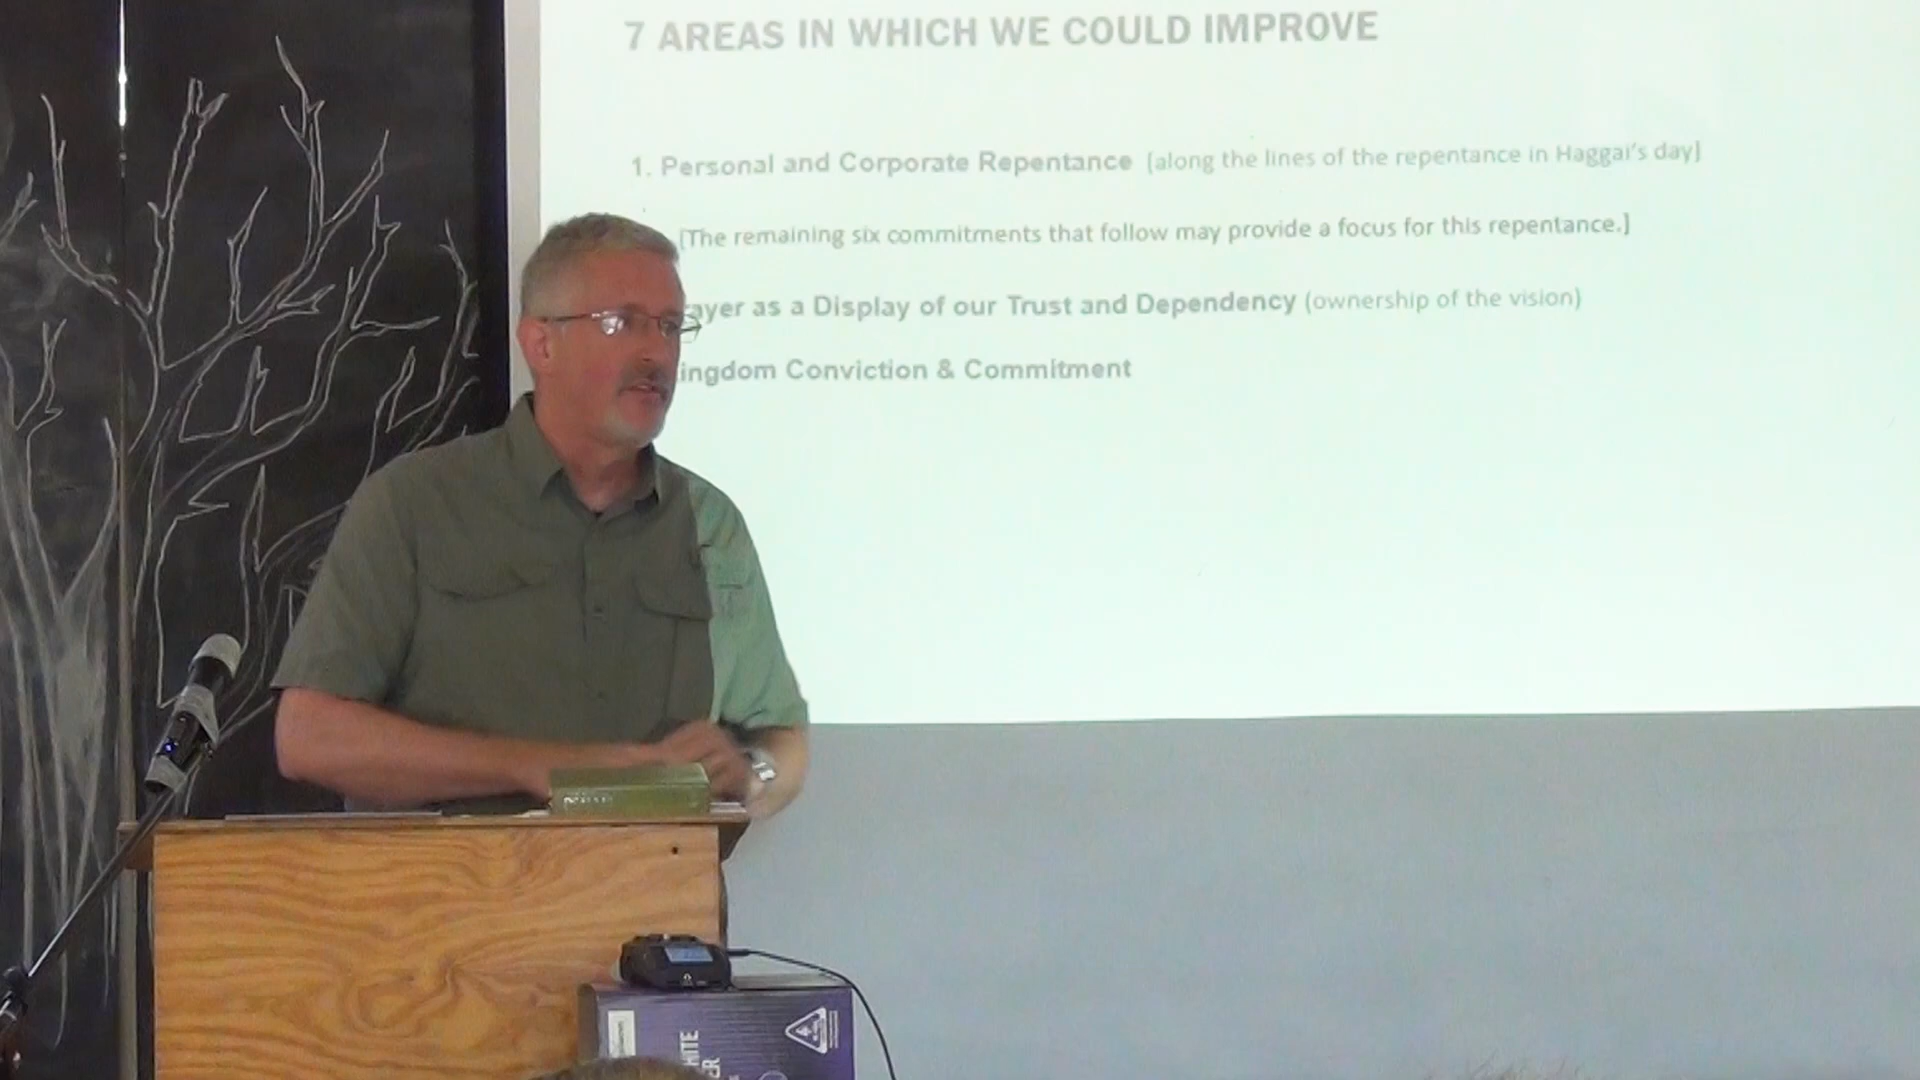 7 AREAS IN WHICH WE COULD IMPROVE
1. Personal and Corporate Repentance [along the lines of the repentance in Haggai's day]
[The remaining six commitments that follow may provide a focus for this repentance.]
ayer as a Display of our Trust and Dependency (ownership of the vision)
ingdom Conviction & Commitment
HITE
ER